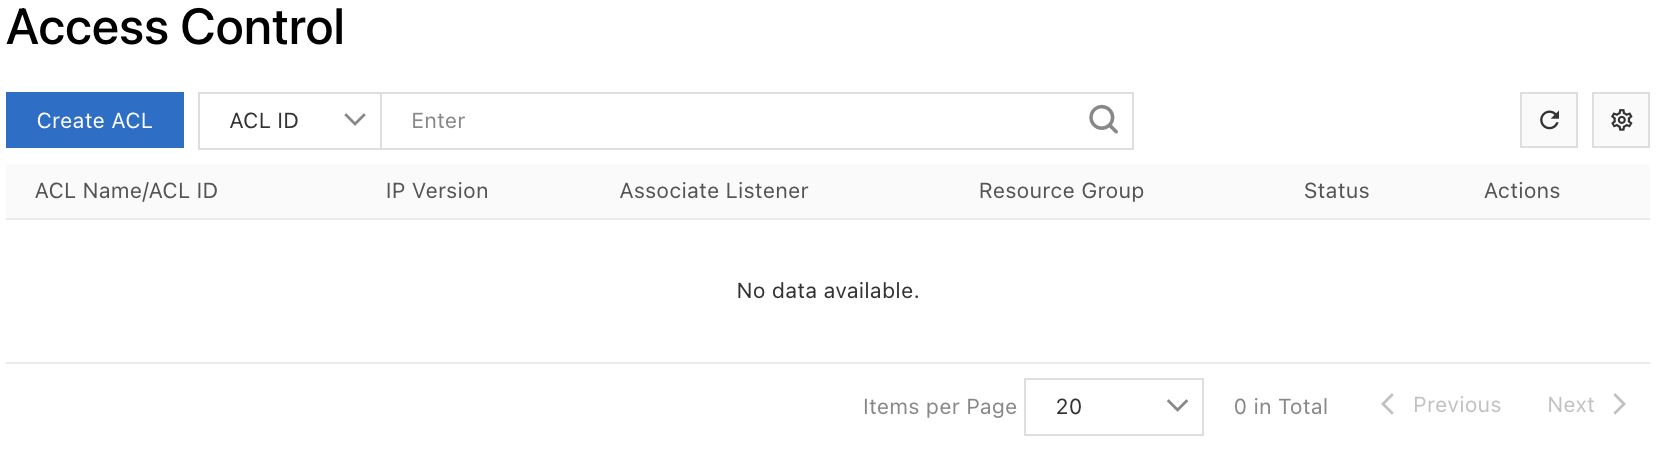 Access Control
Create ACL ACL ID Enter
ACL Name/ACL ID IP Version Associate Listener Resource Group Status Actions
No data available.
Items per Page 20 0 in Total Previous Next